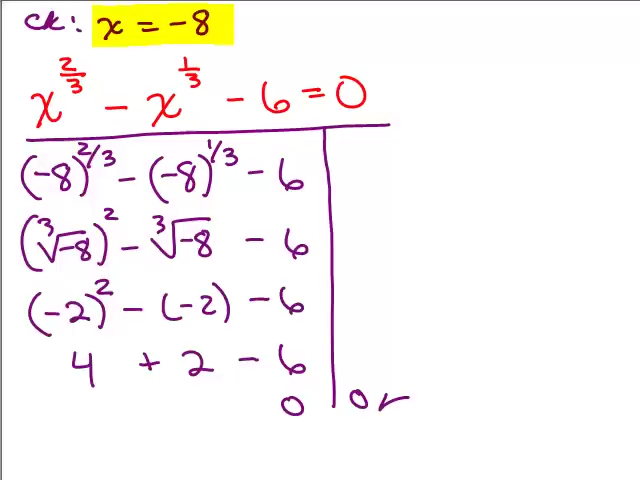 ck: x = -8
x^{2/3} - x^{1/3} - 6 = 0
(-8)^{2/3} - (-8)^{1/3} - 6
(∛-8)^2 - ∛-8 - 6
(-2)^2 - (-2) - 6
4 + 2 - 6
0 | 0 ✓